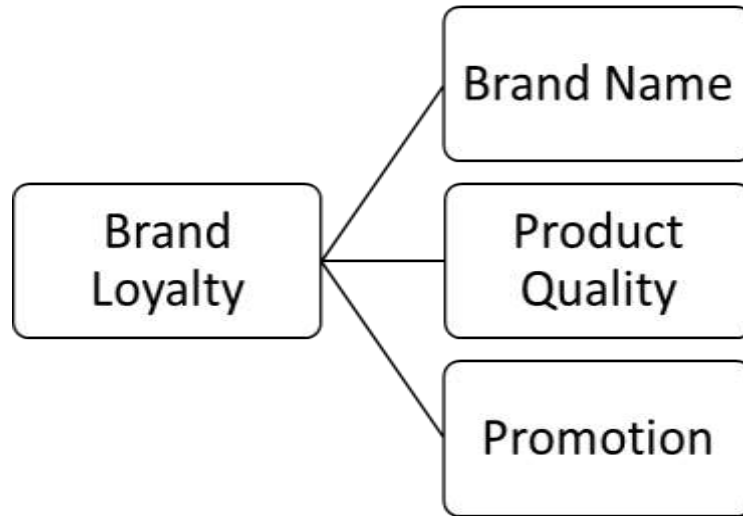 Brand Name
Brand
Loyalty
Product
Quality
Promotion